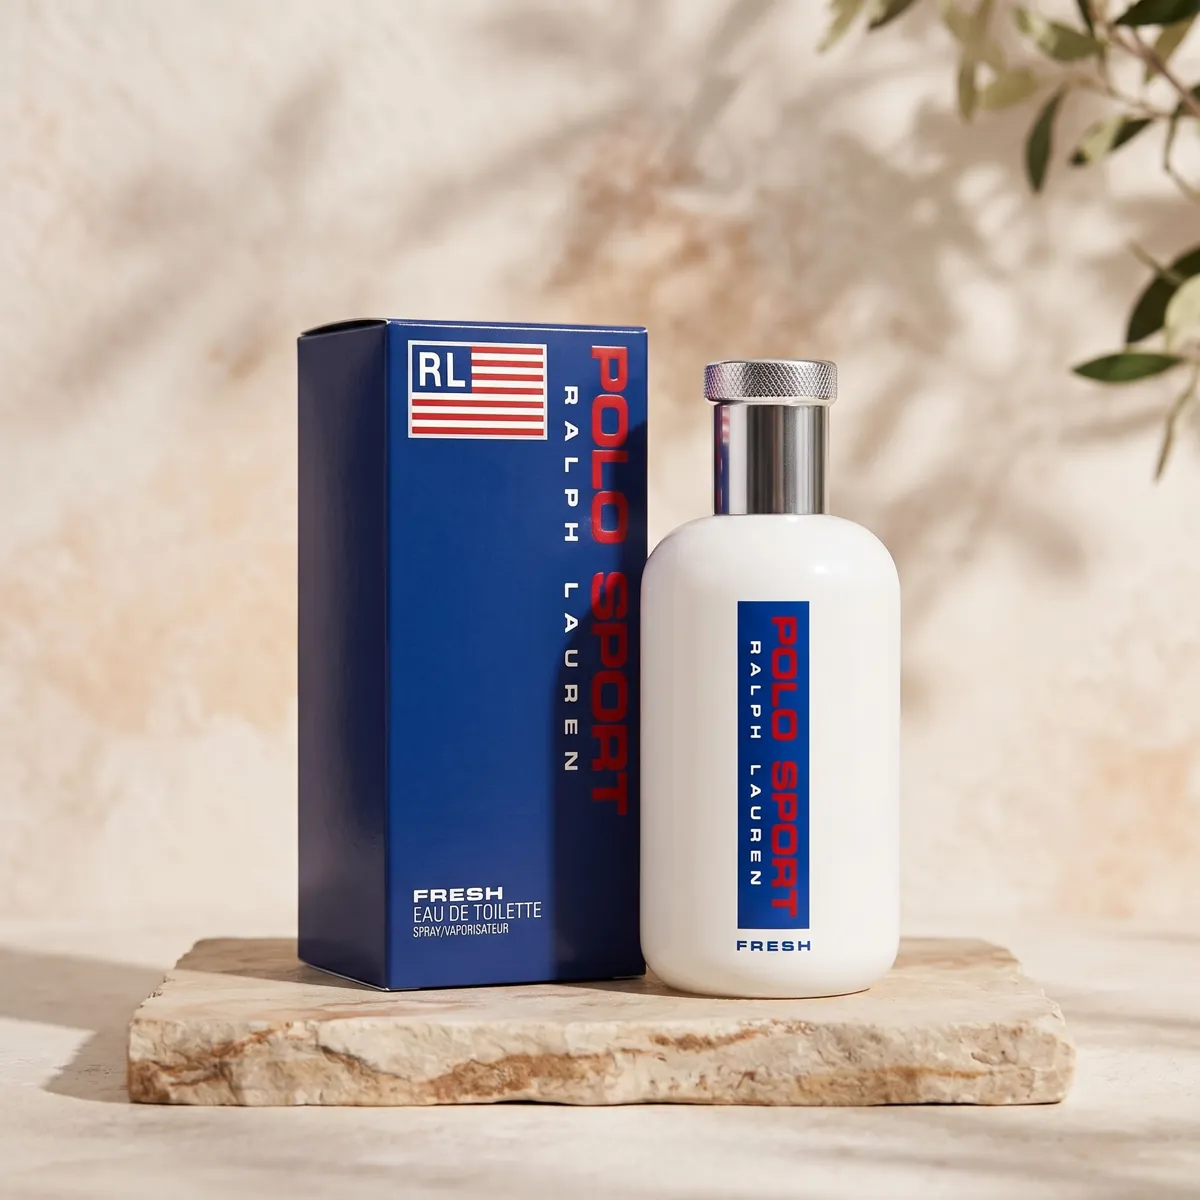 RL
POLO SPORT
RALPH LAUREN
FRESH
EAU DE TOILETTE
SPRAY/VAPORISATEUR
POLO SPORT
RALPH LAUREN
FRESH